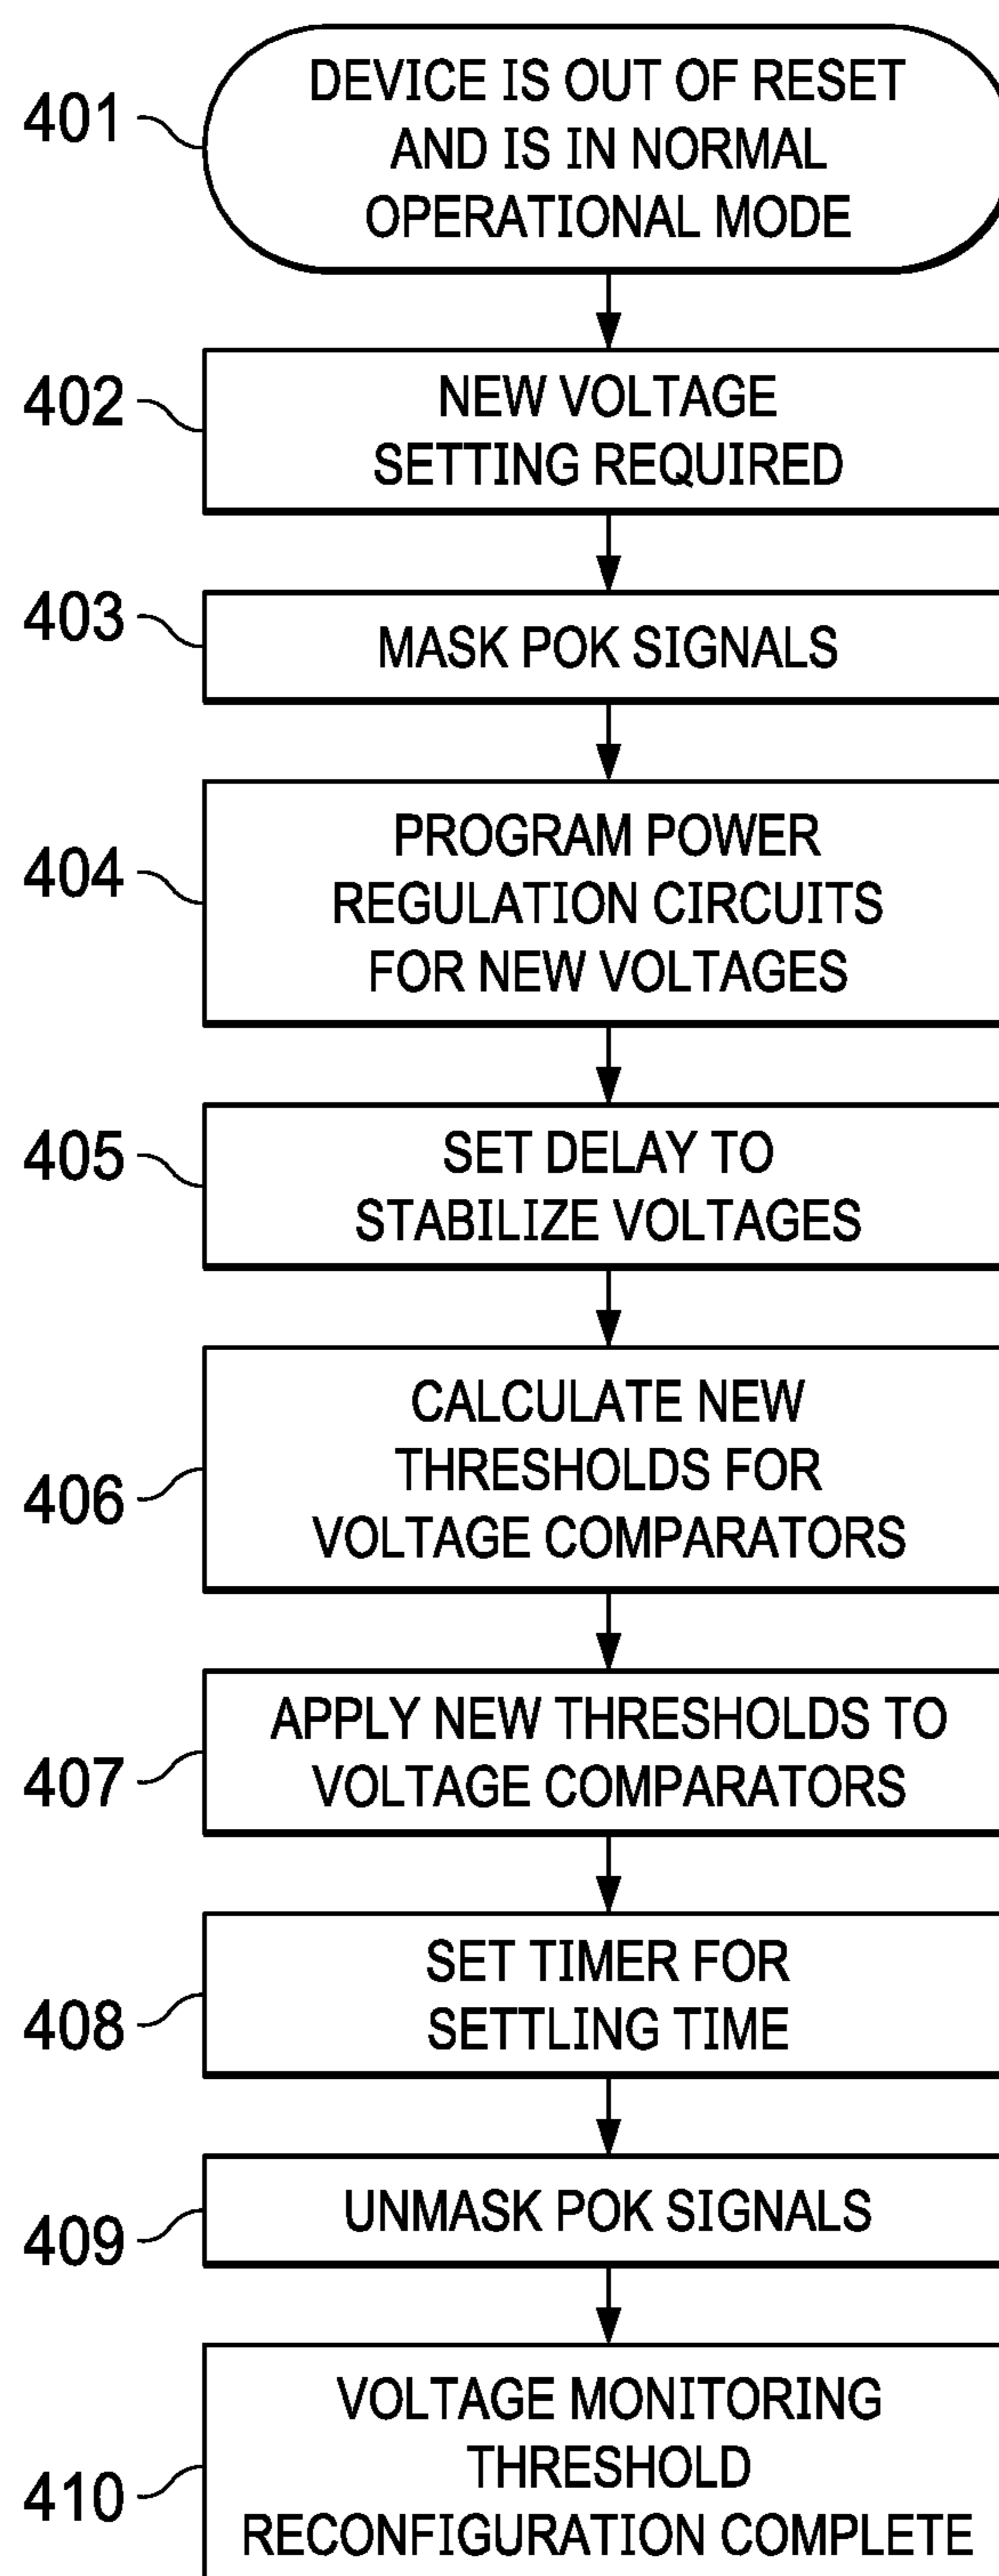 401
DEVICE IS OUT OF RESET
AND IS IN NORMAL
OPERATIONAL MODE
402
NEW VOLTAGE
SETTING REQUIRED
403
MASK POK SIGNALS
404
PROGRAM POWER
REGULATION CIRCUITS
FOR NEW VOLTAGES
405
SET DELAY TO
STABILIZE VOLTAGES
406
CALCULATE NEW
THRESHOLDS FOR
VOLTAGE COMPARATORS
407
APPLY NEW THRESHOLDS TO
VOLTAGE COMPARATORS
408
SET TIMER FOR
SETTLING TIME
409
UNMASK POK SIGNALS
410
VOLTAGE MONITORING
THRESHOLD
RECONFIGURATION COMPLETE